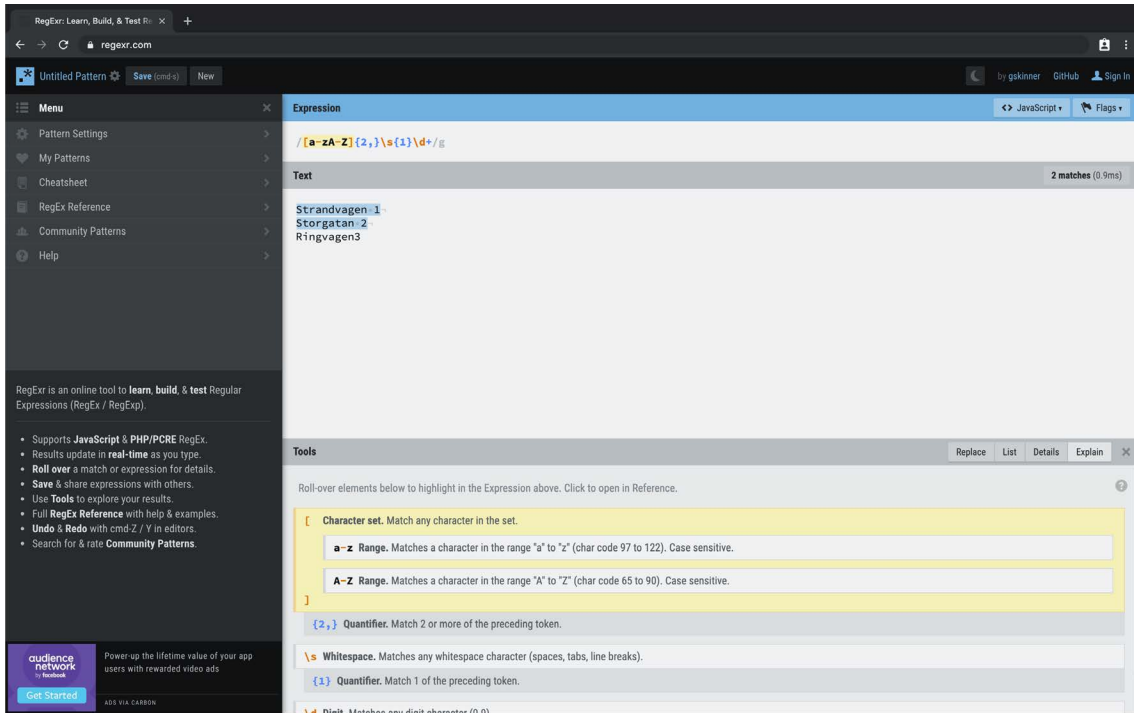 RegExr: Learn, Build, & Test Re
regexr.com
Untitled Pattern Save (cmd-s) New
by gskinner GitHub Sign In
Menu
Pattern Settings
My Patterns
Cheatsheet
RegEx Reference
Community Patterns
Help
RegExr is an online tool to learn, build, & test Regular
Expressions (RegEx / RegExp).
• Supports JavaScript & PHP/PCRE RegEx.
• Results update in real-time as you type.
• Roll over a match or expression for details.
• Save & share expressions with others.
• Use Tools to explore your results.
• Full RegEx Reference with help & examples.
• Undo & Redo with cmd-Z / Y in editors.
• Search for & rate Community Patterns.
audience
network
by facebook
Get Started
Power-up the lifetime value of your app
users with rewarded video ads
ADS VIA CARBON
Expression <> JavaScript Flags
/[a-zA-Z]{2,}\s{1}\d+/g
Text 2 matches (0.9ms)
Strandvagen 1
Storgatan 2
Ringvagen3
Tools Replace List Details Explain
Roll-over elements below to highlight in the Expression above. Click to open in Reference.
[ Character set. Match any character in the set.
a-z Range. Matches a character in the range "a" to "z" (char code 97 to 122). Case sensitive.
A-Z Range. Matches a character in the range "A" to "Z" (char code 65 to 90). Case sensitive.
]
{2,} Quantifier. Match 2 or more of the preceding token.
\s Whitespace. Matches any whitespace character (spaces, tabs, line breaks).
{1} Quantifier. Match 1 of the preceding token.
\d Digit. Matches any digit character (0-9)